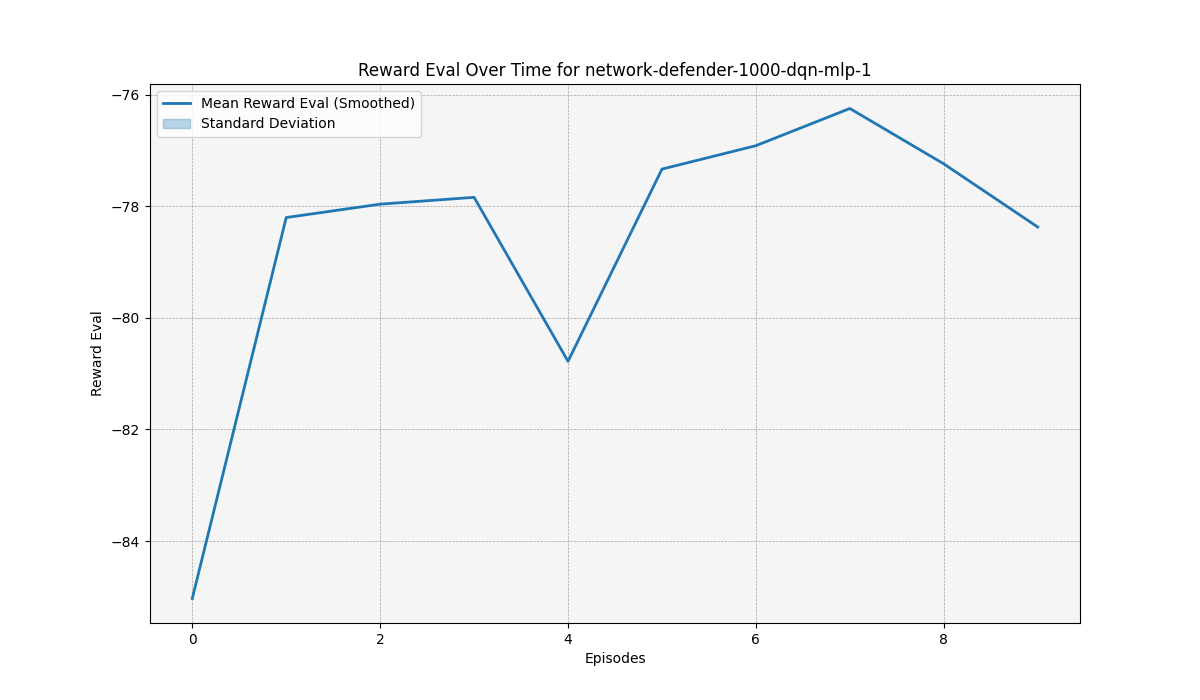 Reward Eval Over Time for network-defender-1000-dqn-mlp-1
Mean Reward Eval (Smoothed)
Standard Deviation
−76
−78
−80
−82
−84
Reward Eval
0 2 4 6 8
Episodes